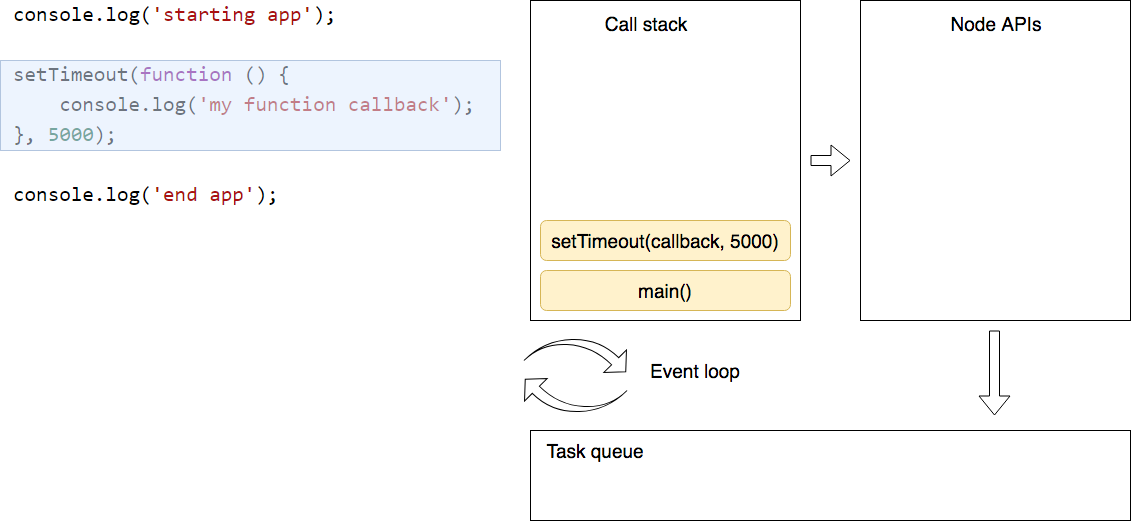 console.log('starting app');
setTimeout(function () {
    console.log('my function callback');
}, 5000);
console.log('end app');
Call stack
setTimeout(callback, 5000)
main()
Node APIs
Event loop
Task queue